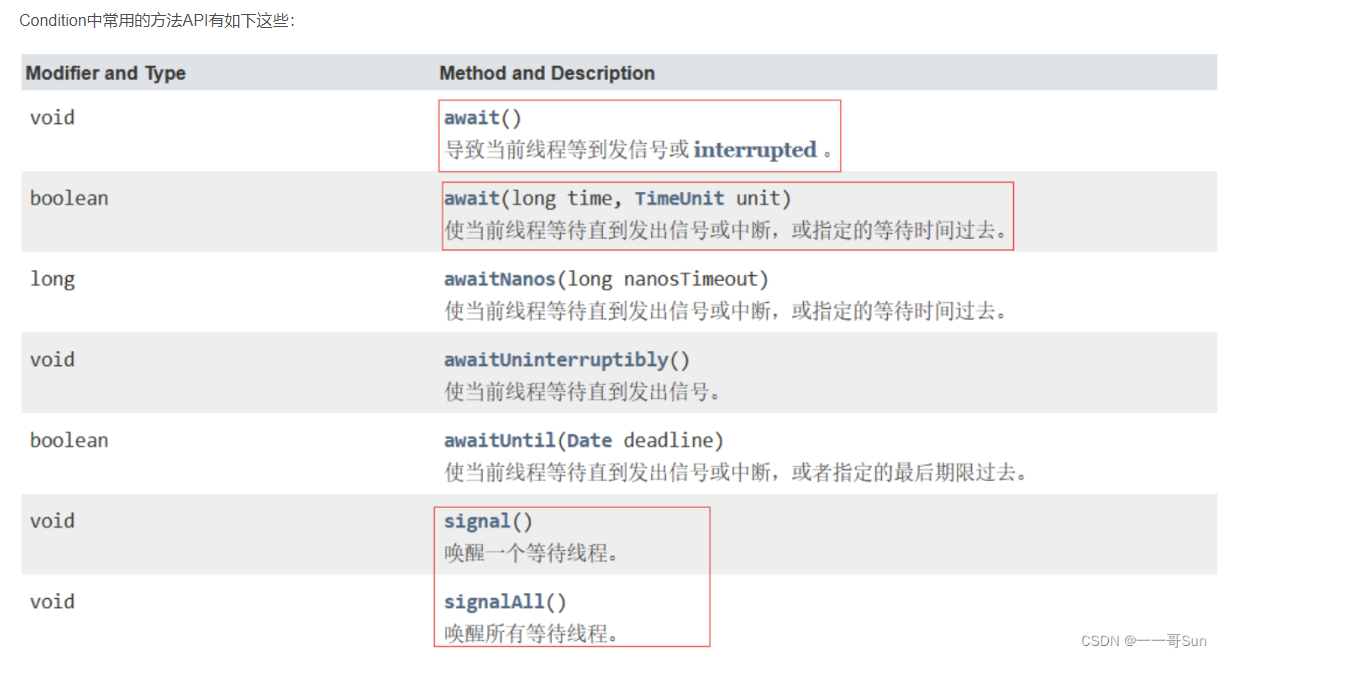 Condition中常用的方法API有如下这些：
Modifier and Type Method and Description
void await()
导致当前线程等到发信号或 interrupted 。
boolean await(long time, TimeUnit unit)
使当前线程等待直到发出信号或中断，或指定的等待时间过去。
long awaitNanos(long nanosTimeout)
使当前线程等待直到发出信号或中断，或指定的等待时间过去。
void awaitUninterruptibly()
使当前线程等待直到发出信号。
boolean awaitUntil(Date deadline)
使当前线程等待直到发出信号或中断，或者指定的最后期限过去。
void signal()
唤醒一个等待线程。
void signalAll()
唤醒所有等待线程。
CSDN @一一哥Sun